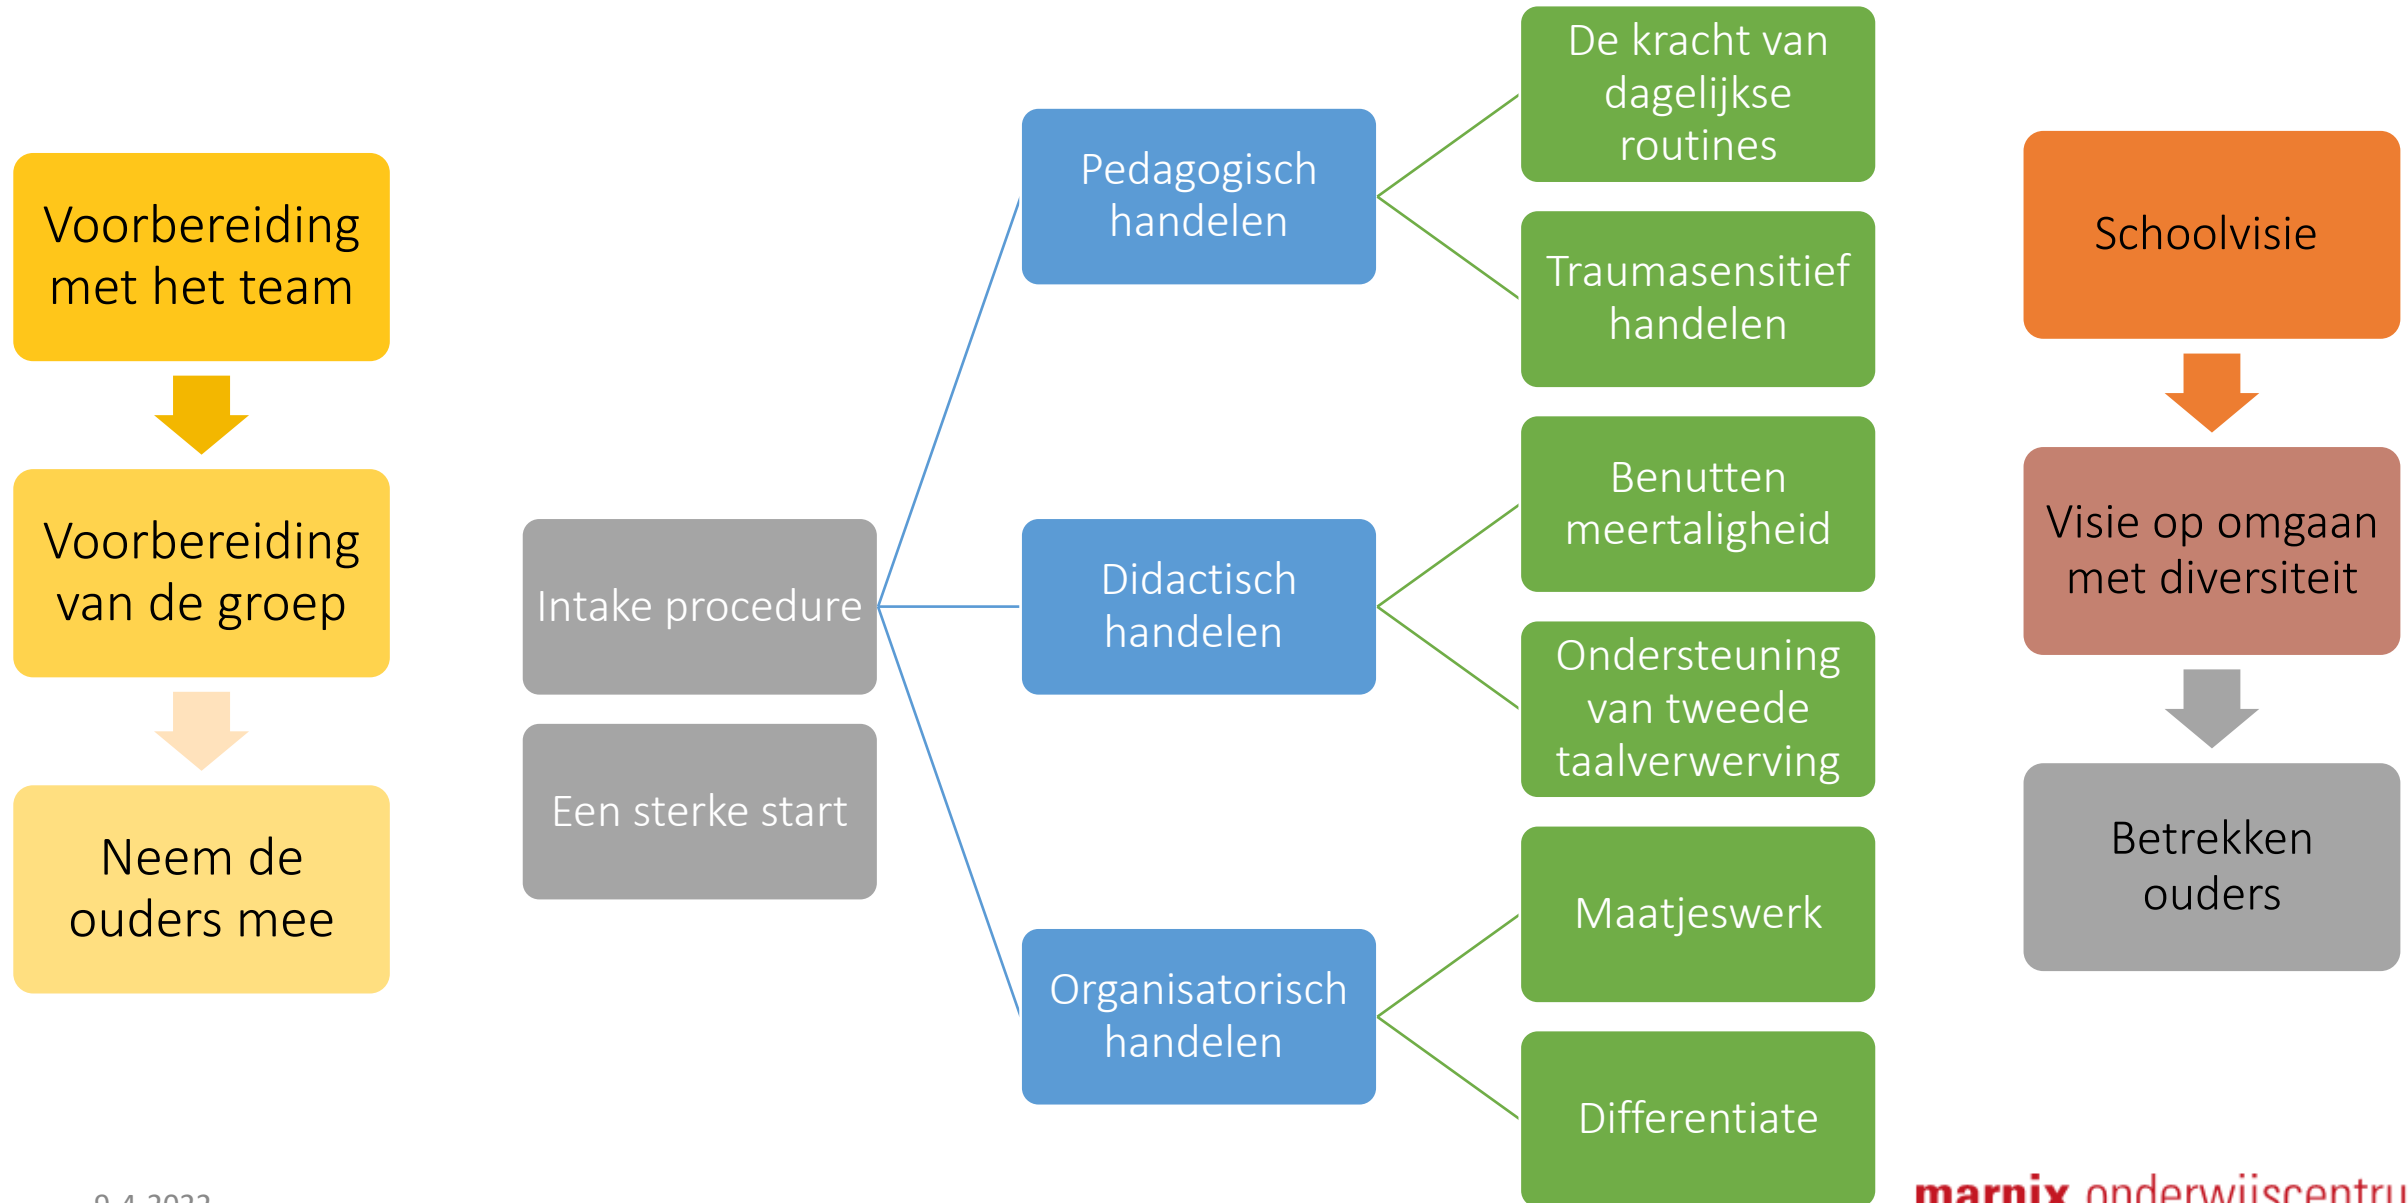 Voorbereiding
met het team
Voorbereiding
van de groep
Neem de
ouders mee
Intake procedure
Een sterke start
Pedagogisch
handelen
Didactisch
handelen
Organisatorisch
handelen
De kracht van
dagelijkse
routines
Traumasensitief
handelen
Benutten
meertaligheid
Ondersteuning
van tweede
taalverwerving
Maatjeswerk
Differentiate
Schoolvisie
Visie op omgaan
met diversiteit
Betrekken
ouders
marnix onderwijscentru